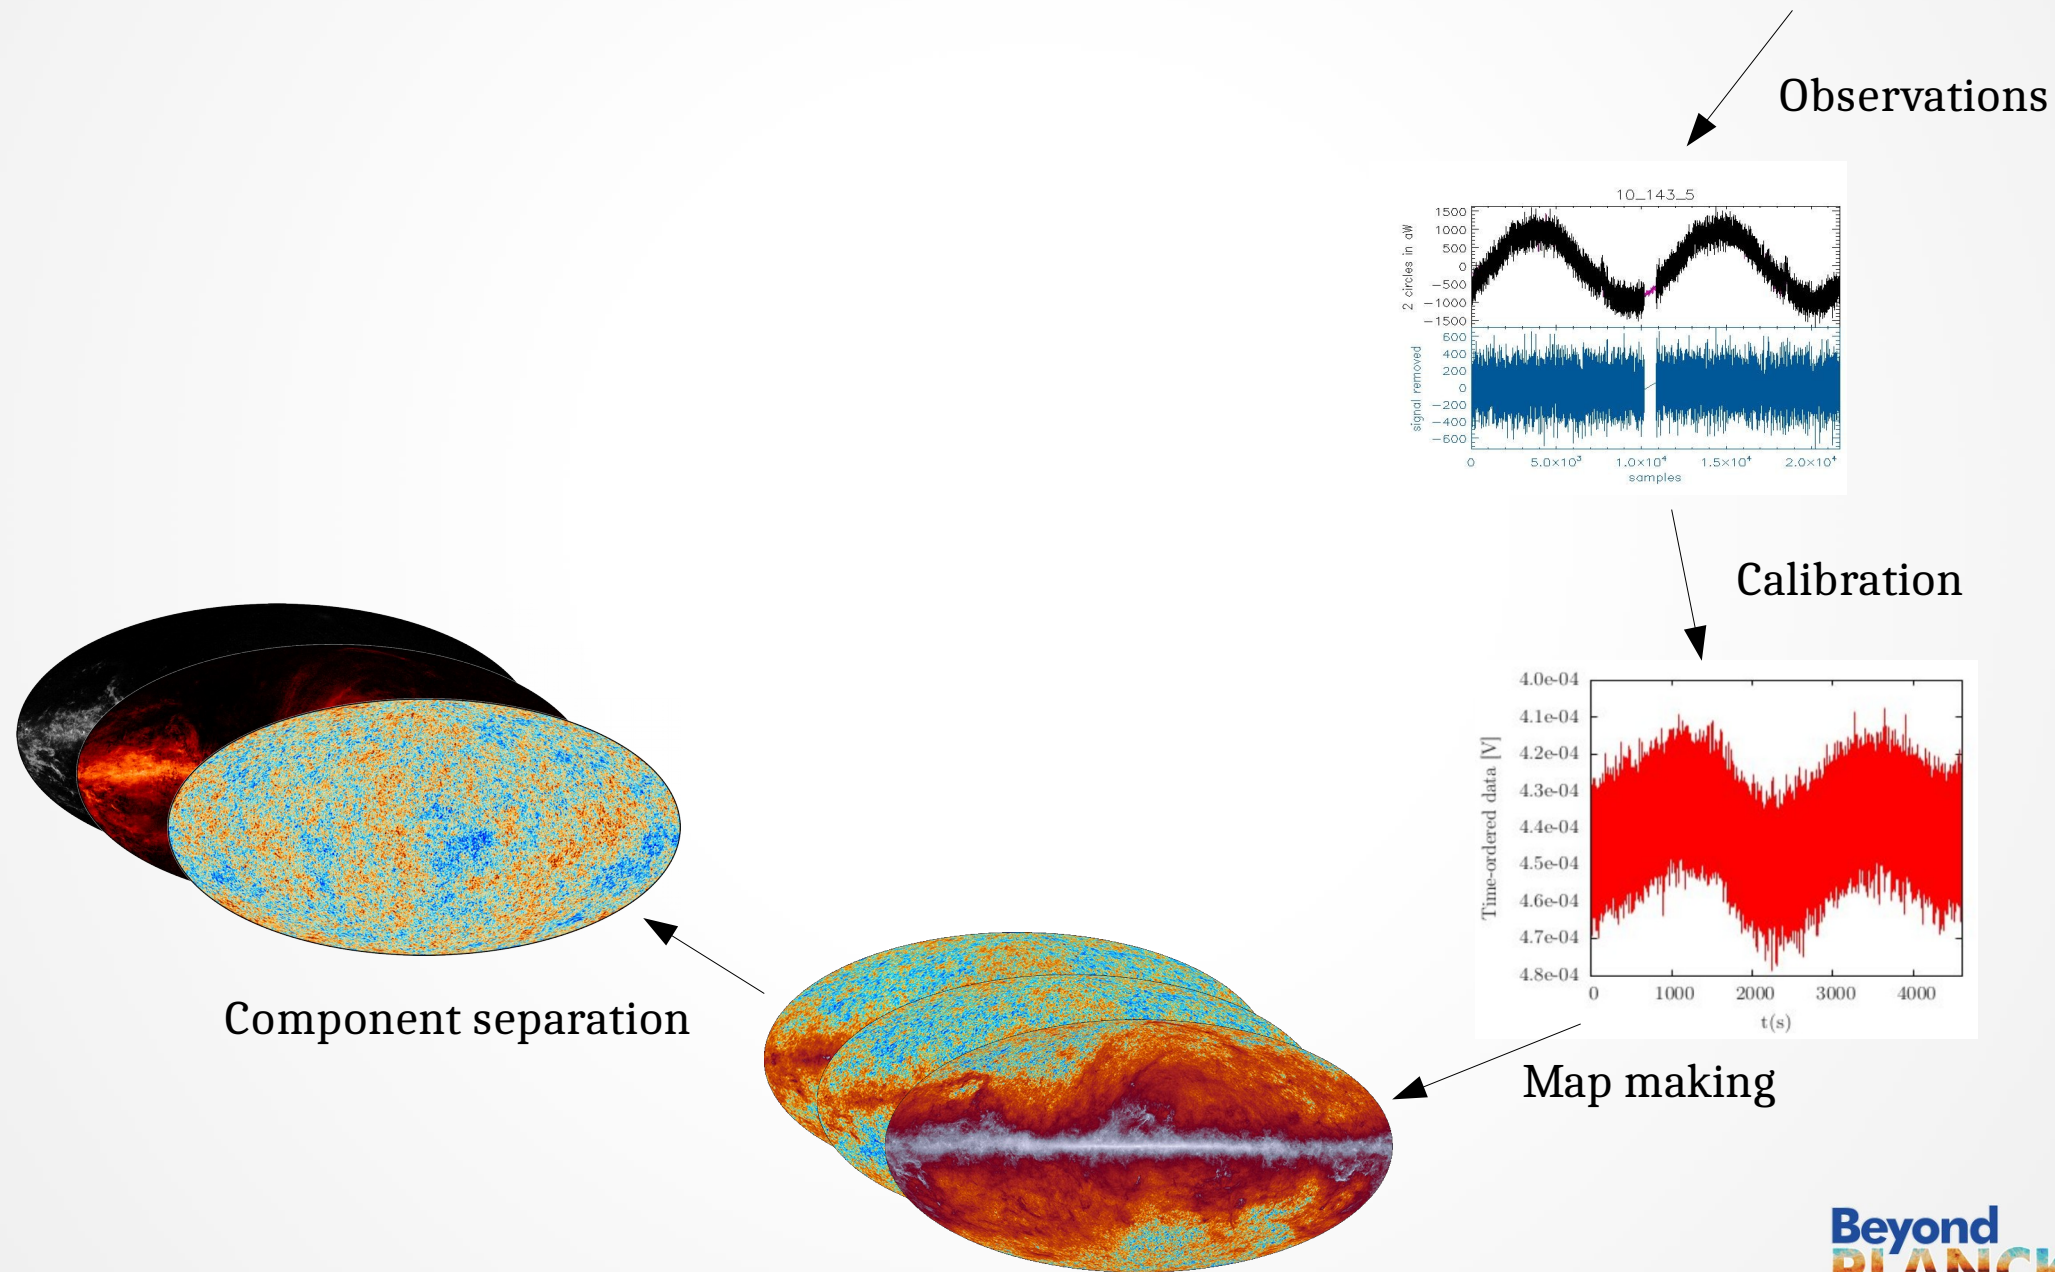 Observations
10_143_5
2 circles in aW
1500
1000
500
0
−500
−1000
−1500
signal removed
600
400
200
0
−200
−400
−600
0 5.0×10³ 1.0×10⁴ 1.5×10⁴ 2.0×10⁴
samples
Calibration
Time-ordered data [V]
4.0e-04
4.1e-04
4.2e-04
4.3e-04
4.4e-04
4.5e-04
4.6e-04
4.7e-04
4.8e-04
0 1000 2000 3000 4000
t(s)
Map making
Component separation
Beyond
PLANCK